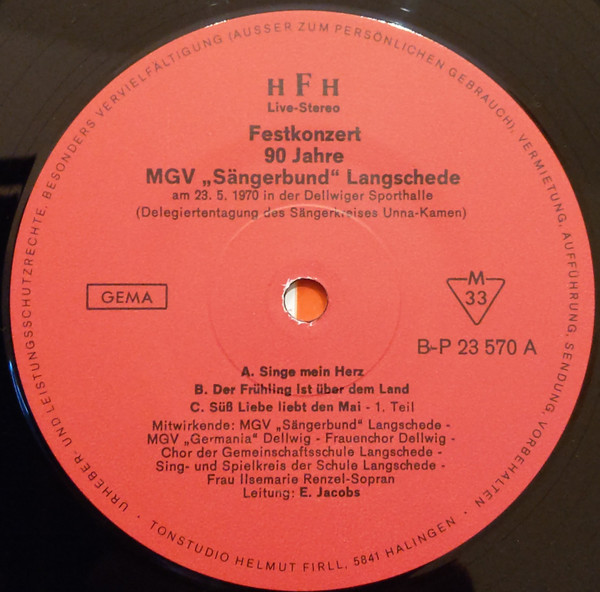 URHEBER- UND LEISTUNGSSCHUTZRECHTE, BESONDERS VERVIELFÄLTIGUNG (AUSSER ZUM PERSÖNLICHEN GEBRAUCH), VERMIETUNG, AUFFÜHRUNG, SENDUNG, VORBEHALTEN
HFH
Live-Stereo
Festkonzert
90 Jahre
MGV „Sängerbund" Langschede
am 23. 5. 1970 in der Dellwiger Sporthalle
(Delegiertentagung des Sängerkreises Unna-Kamen)
GEMA
M
33
B-P 23 570 A
A. Singe mein Herz
B. Der Frühling ist über dem Land
C. Süß Liebe liebt den Mai - 1. Teil
Mitwirkende: MGV „Sängerbund" Langschede -
MGV „Germania" Dellwig - Frauenchor Dellwig -
Chor der Gemeinschaftsschule Langschede -
Sing- und Spielkreis der Schule Langschede -
Frau Ilsemarie Renzel-Sopran
Leitung: E. Jacobs
· TONSTUDIO HELMUT FIRLL, 5841 HALINGEN ·